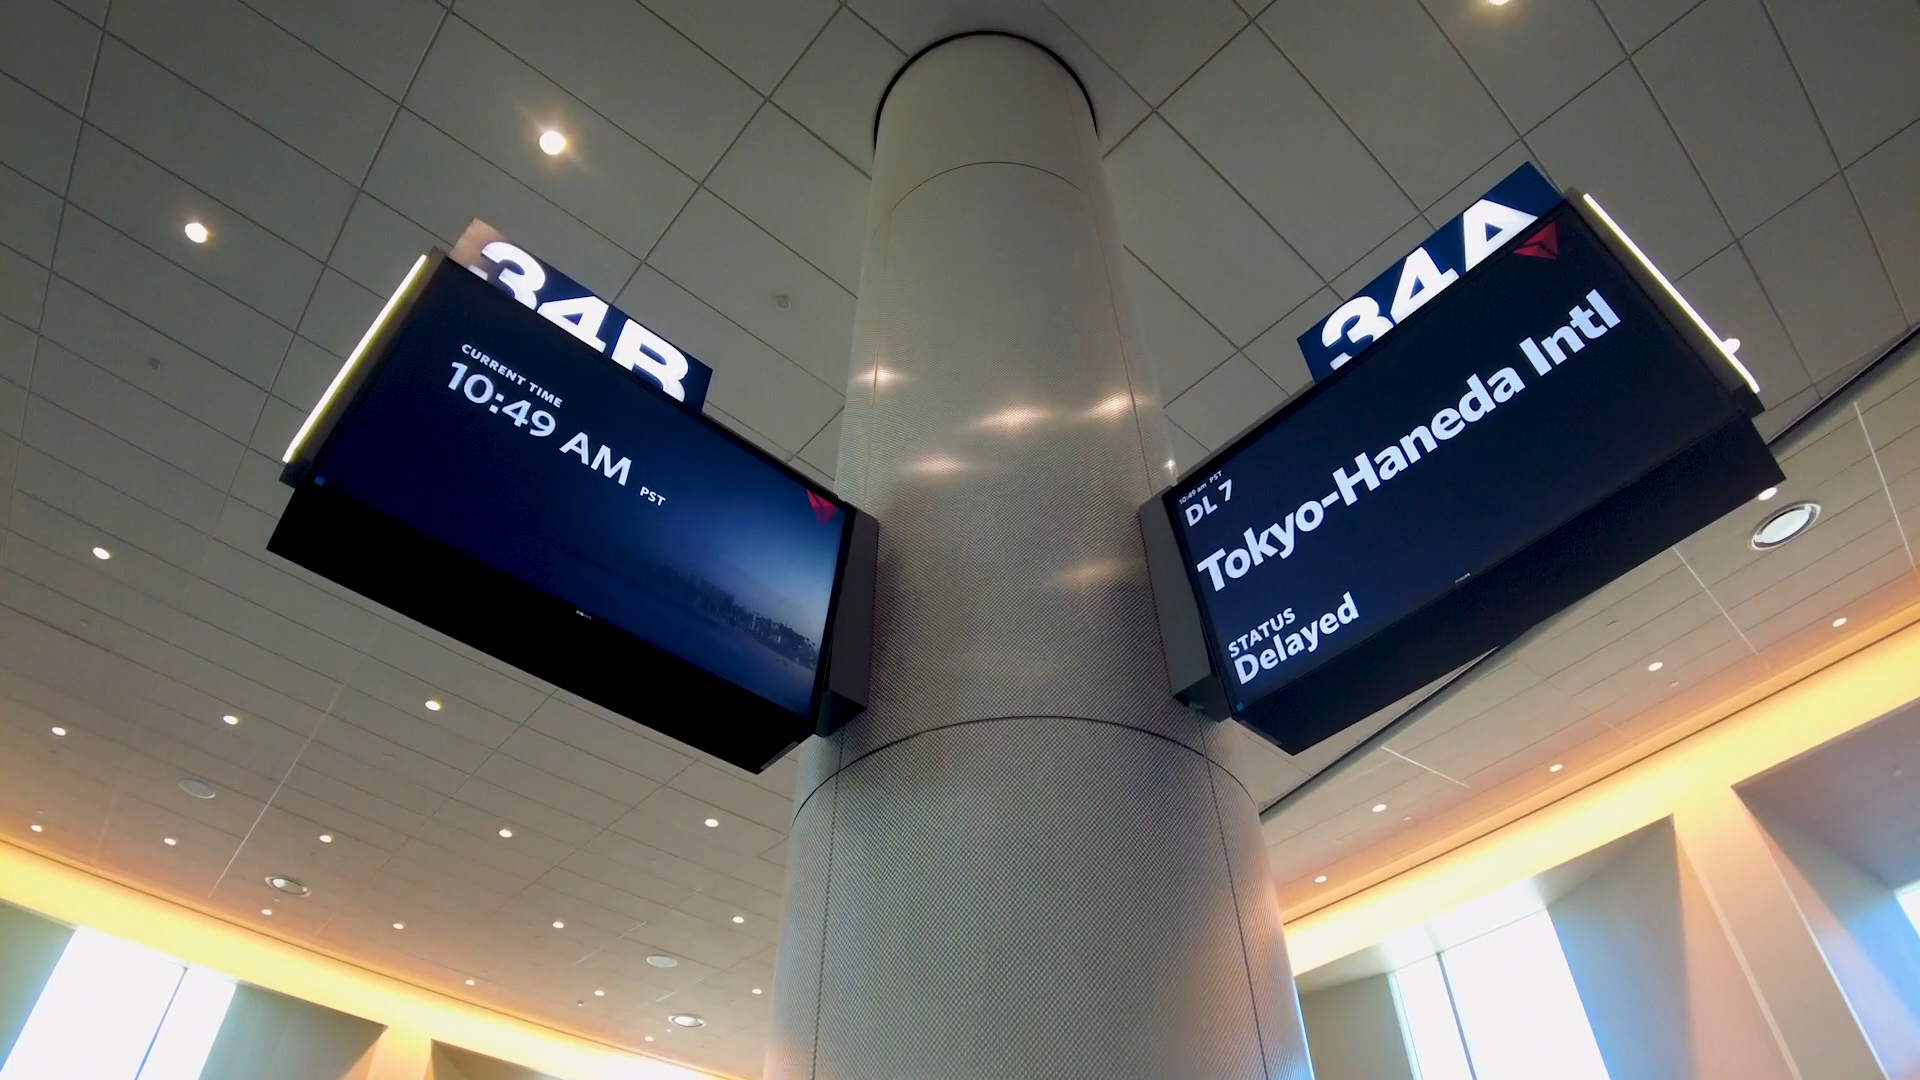 34B
CURRENT TIME
10:49 AM PST
34A
10:49 am PST
DL 7
Tokyo-Haneda Intl
STATUS
Delayed